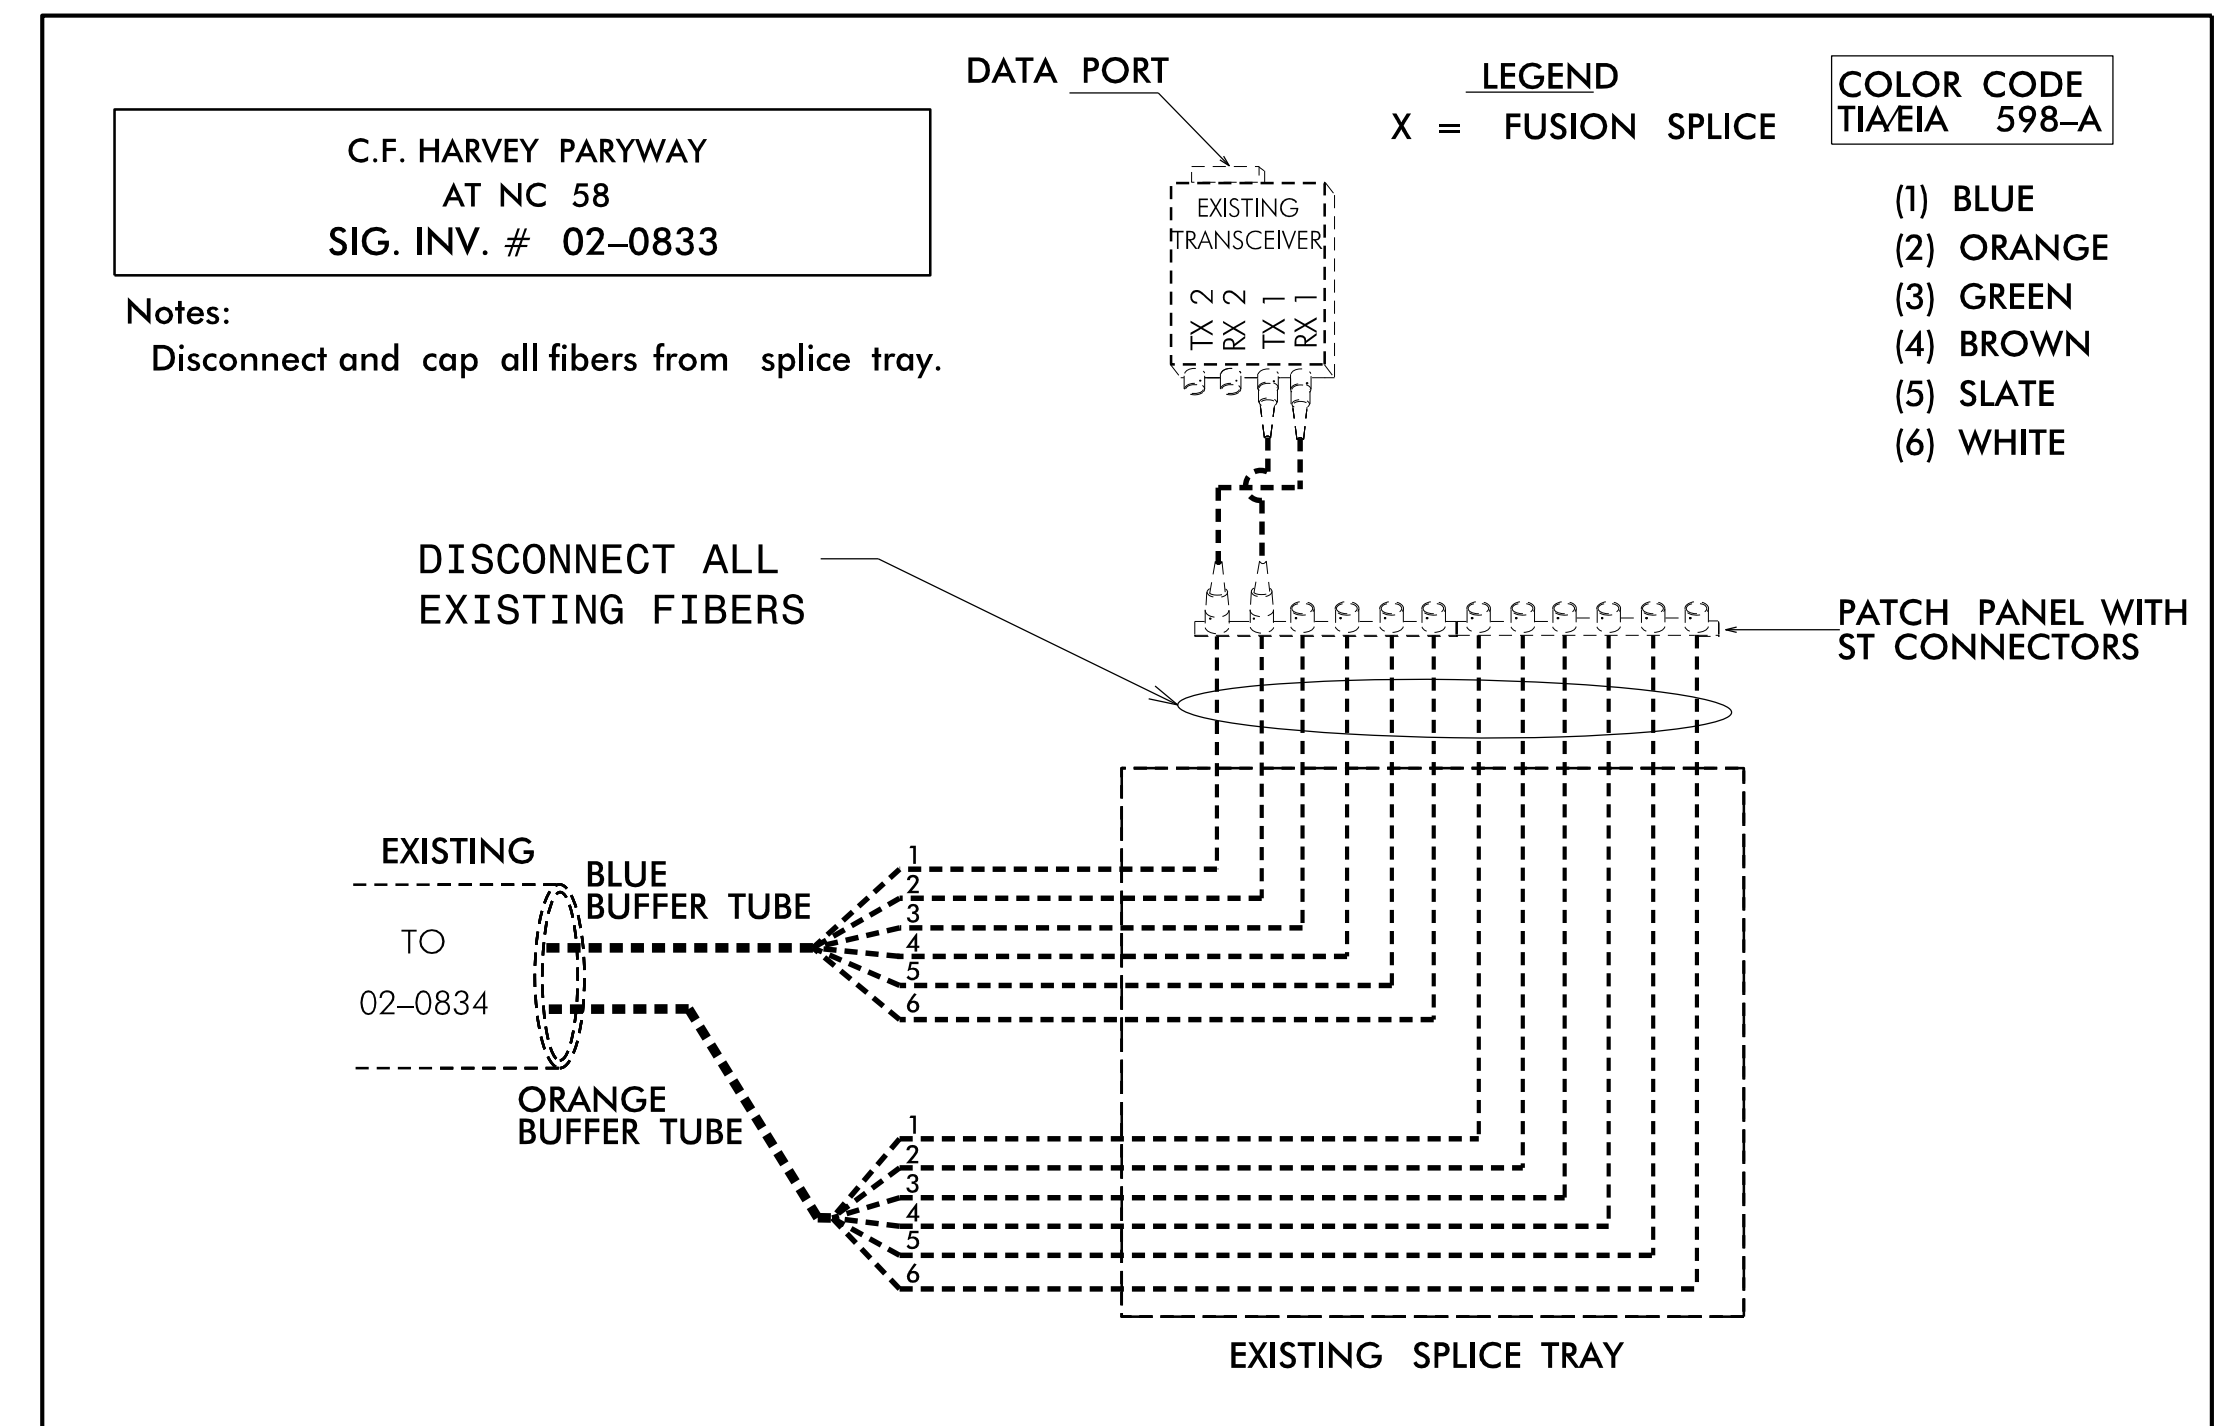 DATA PORT
LEGEND
X = FUSION SPLICE
COLOR CODE
TIA/EIA 598-A
(1) BLUE
(2) ORANGE
(3) GREEN
(4) BROWN
(5) SLATE
(6) WHITE
C.F. HARVEY PARYWAY
AT NC 58
SIG. INV. # 02-0833
Notes:
Disconnect and cap all fibers from splice tray.
EXISTING
TRANSCEIVER
TX 2
RX 2
TX 1
RX 1
DISCONNECT ALL
EXISTING FIBERS
PATCH PANEL WITH
ST CONNECTORS
EXISTING
TO
02-0834
BLUE
BUFFER TUBE
1
2
3
4
5
6
ORANGE
BUFFER TUBE
1
2
3
4
5
6
EXISTING SPLICE TRAY